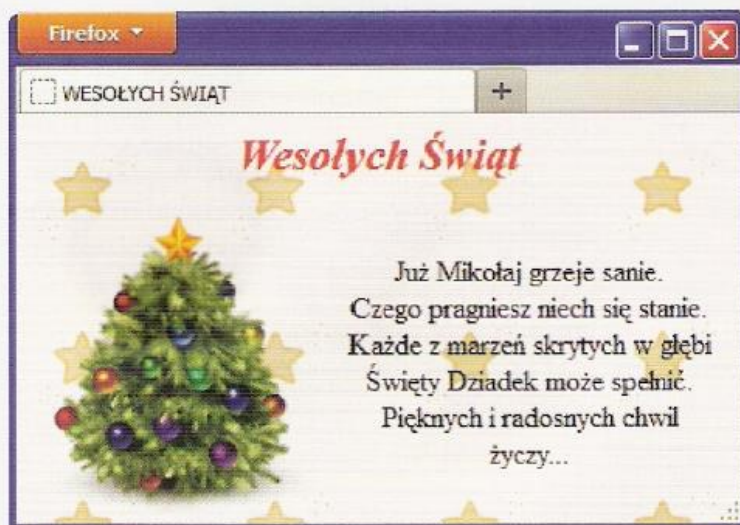 Firefox
WESOŁYCH ŚWIĄT
Wesołych Świąt
Już Mikołaj grzeje sanie.
Czego pragniesz niech się stanie.
Każde z marzeń skrytych w głębi
Święty Dziadek może spełnić.
Pięknych i radosnych chwil
życzy...